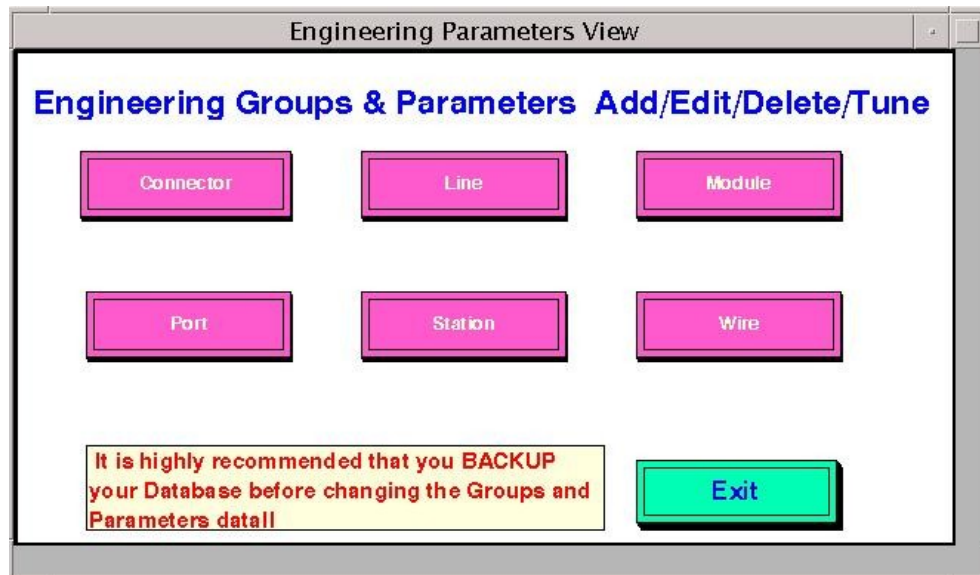 Engineering Parameters View
Engineering Groups & Parameters Add/Edit/Delete/Tune
Connector
Line
Module
Port
Station
Wire
It is highly recommended that you BACKUP
your Database before changing the Groups and
Parameters data!!
Exit